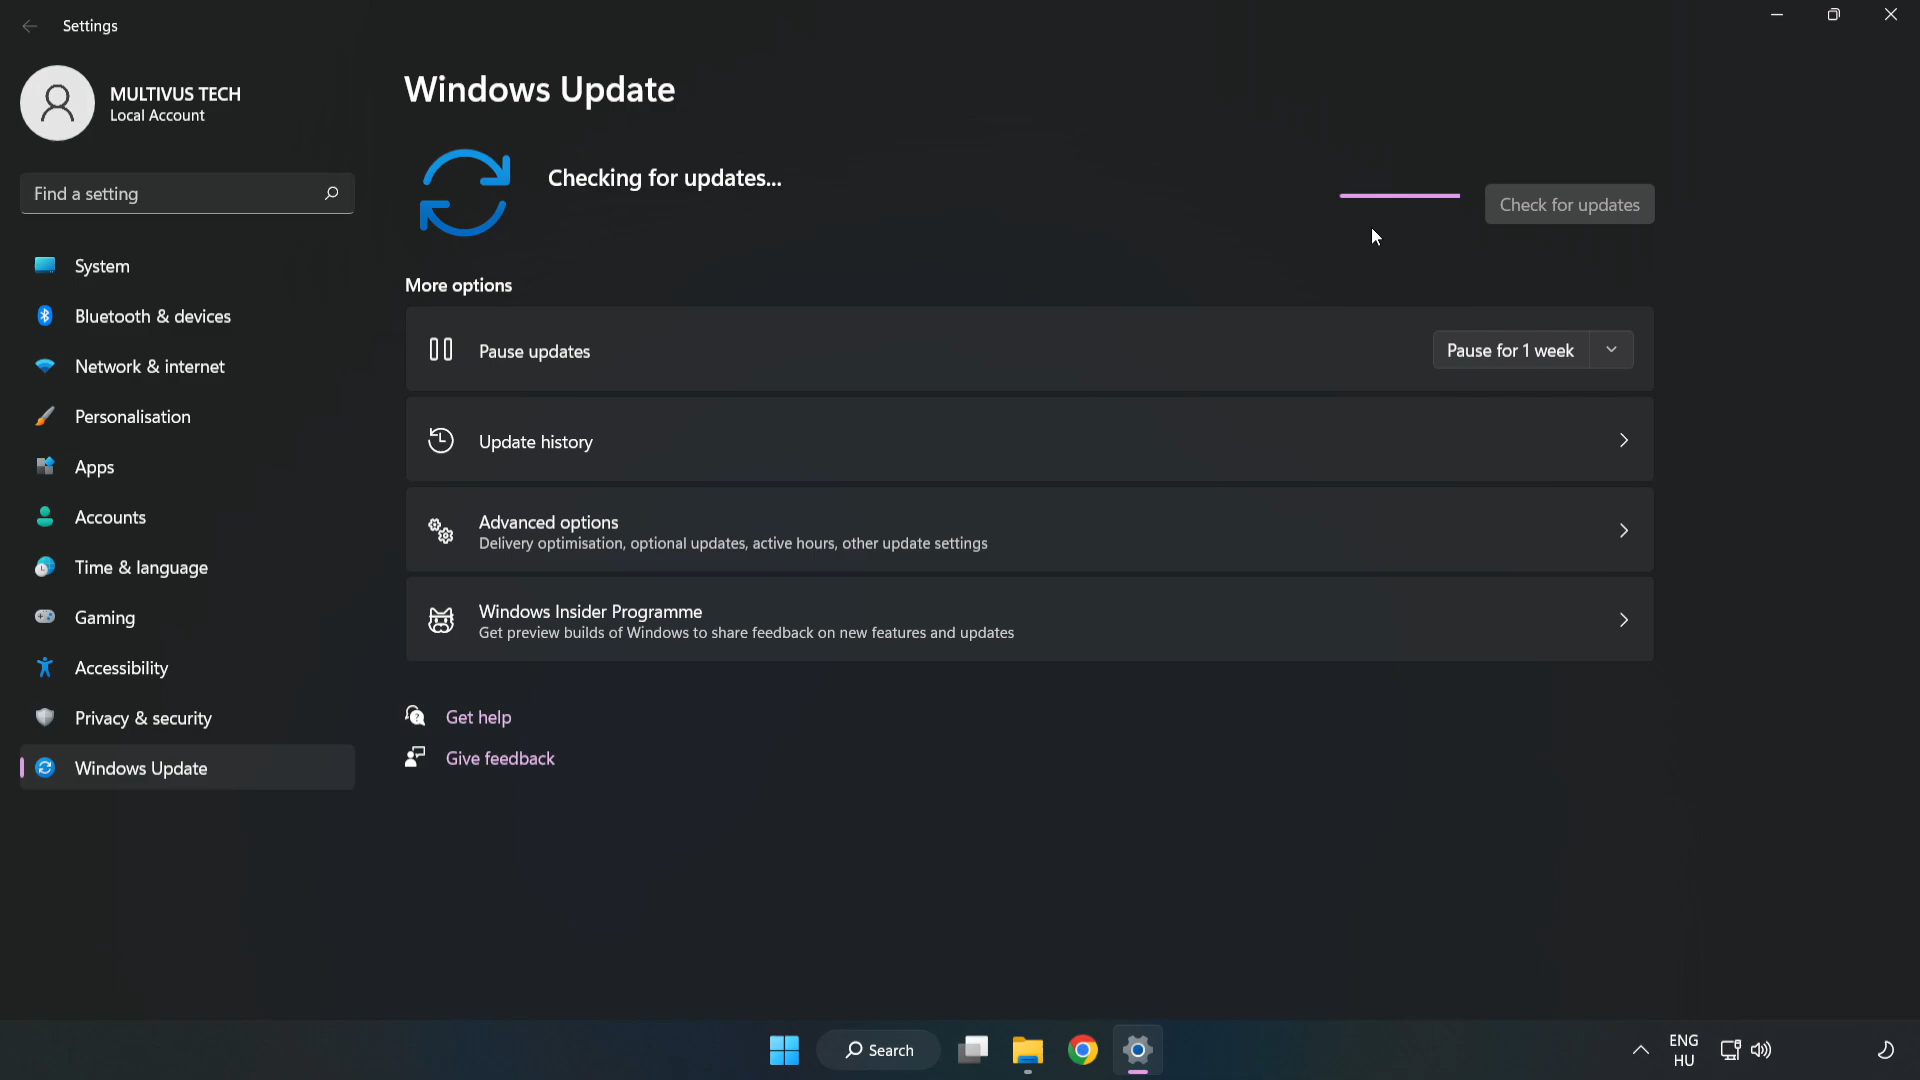 Settings
MULTIVUS TECH
Local Account
Find a setting
System
Bluetooth & devices
Network & internet
Personalisation
Apps
Accounts
Time & language
Gaming
Accessibility
Privacy & security
Windows Update
Windows Update
Checking for updates...
Check for updates
More options
Pause updates
Pause for 1 week
Update history
Advanced options
Delivery optimisation, optional updates, active hours, other update settings
Windows Insider Programme
Get preview builds of Windows to share feedback on new features and updates
Get help
Give feedback
Search
ENG
HU